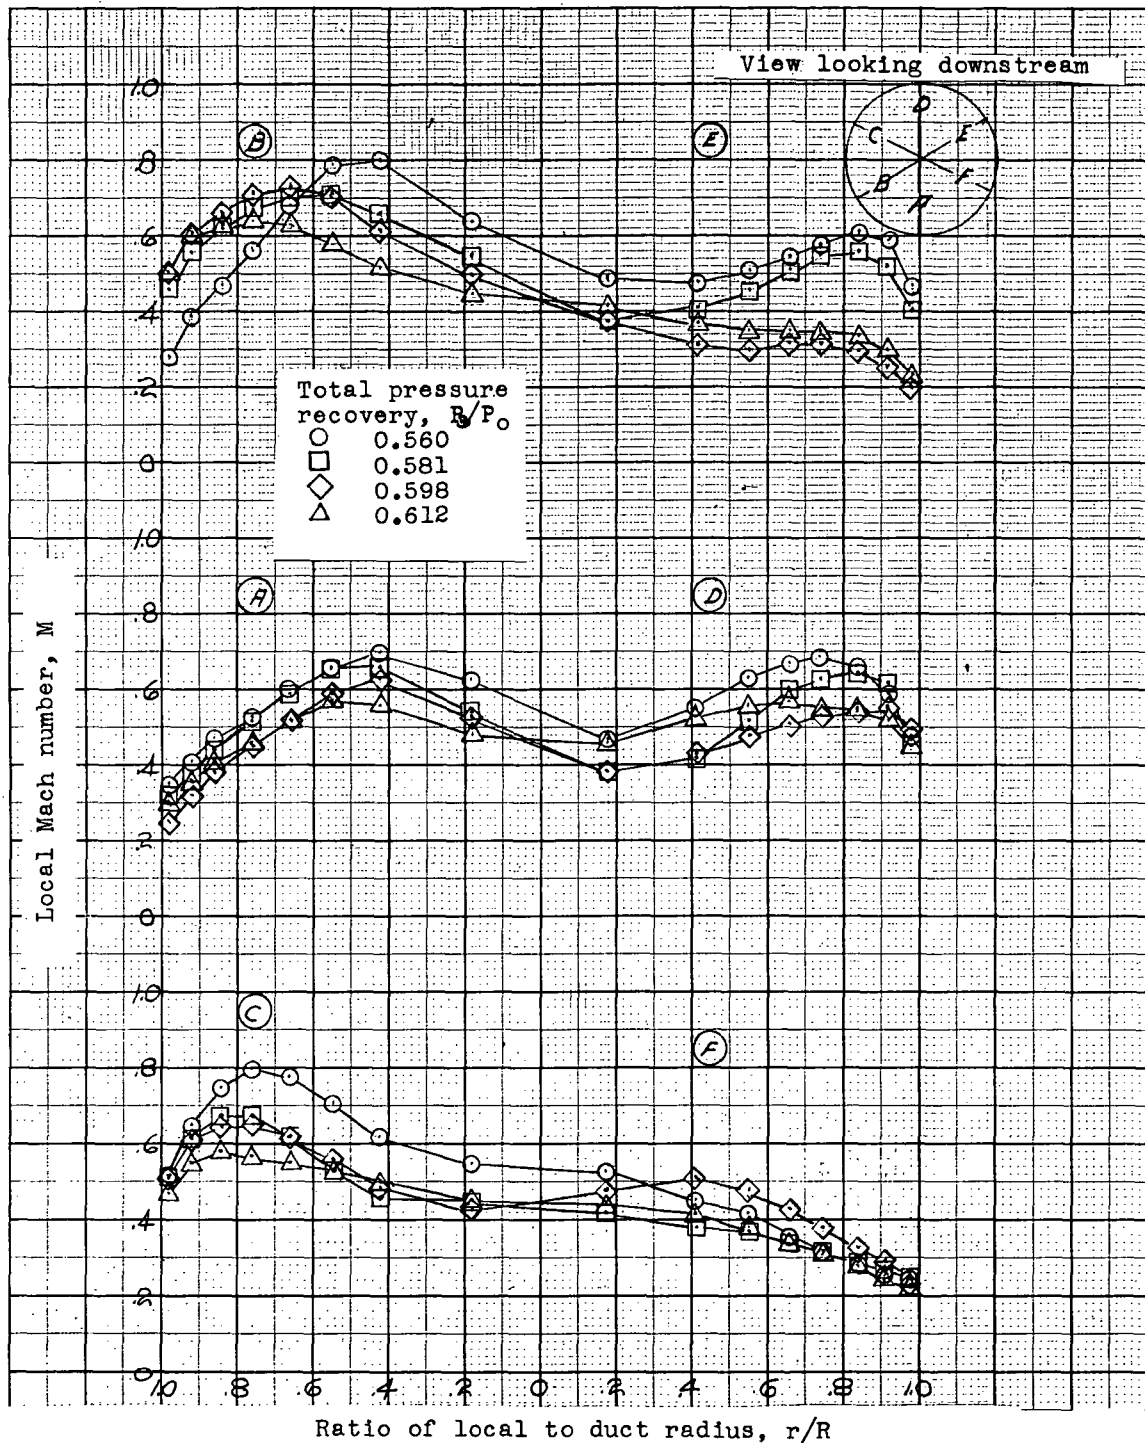 View looking downstream
D
C
E
B
F
A
1.0
B
E
.8
.6
.4
.2
0
Total pressure
recovery, P₃/P₀
0.560
0.581
0.598
0.612
1.0
A
D
.8
.6
.4
.2
0
Local Mach number, M
1.0
C
F
.8
.6
.4
.2
0
1.0 .8 .6 .4 .2 0 .2 .4 .6 .8 1.0
Ratio of local to duct radius, r/R